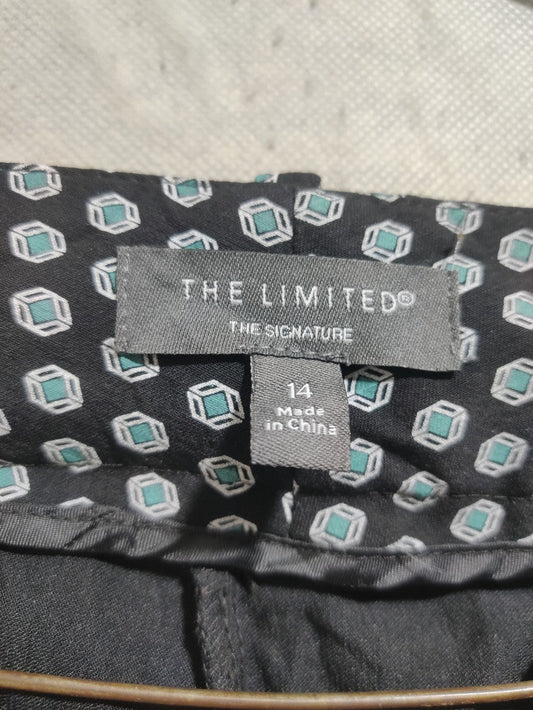 THE LIMITED®
THE SIGNATURE
14
Made
in China